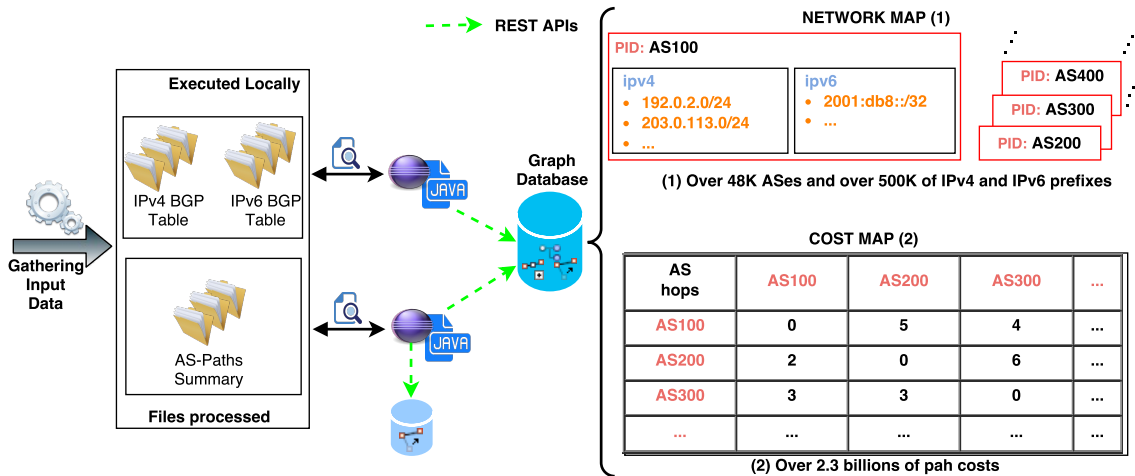 REST APIs
Executed Locally
IPv4 BGP
Table
IPv6 BGP
Table
Gathering
Input
Data
AS-Paths
Summary
Files processed
JAVA
JAVA
Graph
Database
NETWORK MAP (1)
PID: AS100
ipv4
• 192.0.2.0/24
• 203.0.113.0/24
• ...
ipv6
• 2001:db8::/32
• ...
PID: AS400
PID: AS300
PID: AS200
(1) Over 48K ASes and over 500K of IPv4 and IPv6 prefixes
COST MAP (2)
AS
hops
AS100 AS200 AS300 ...
AS100 0 5 4 ...
AS200 2 0 6 ...
AS300 3 3 0 ...
... ... ... ... ...
(2) Over 2.3 billions of pah costs